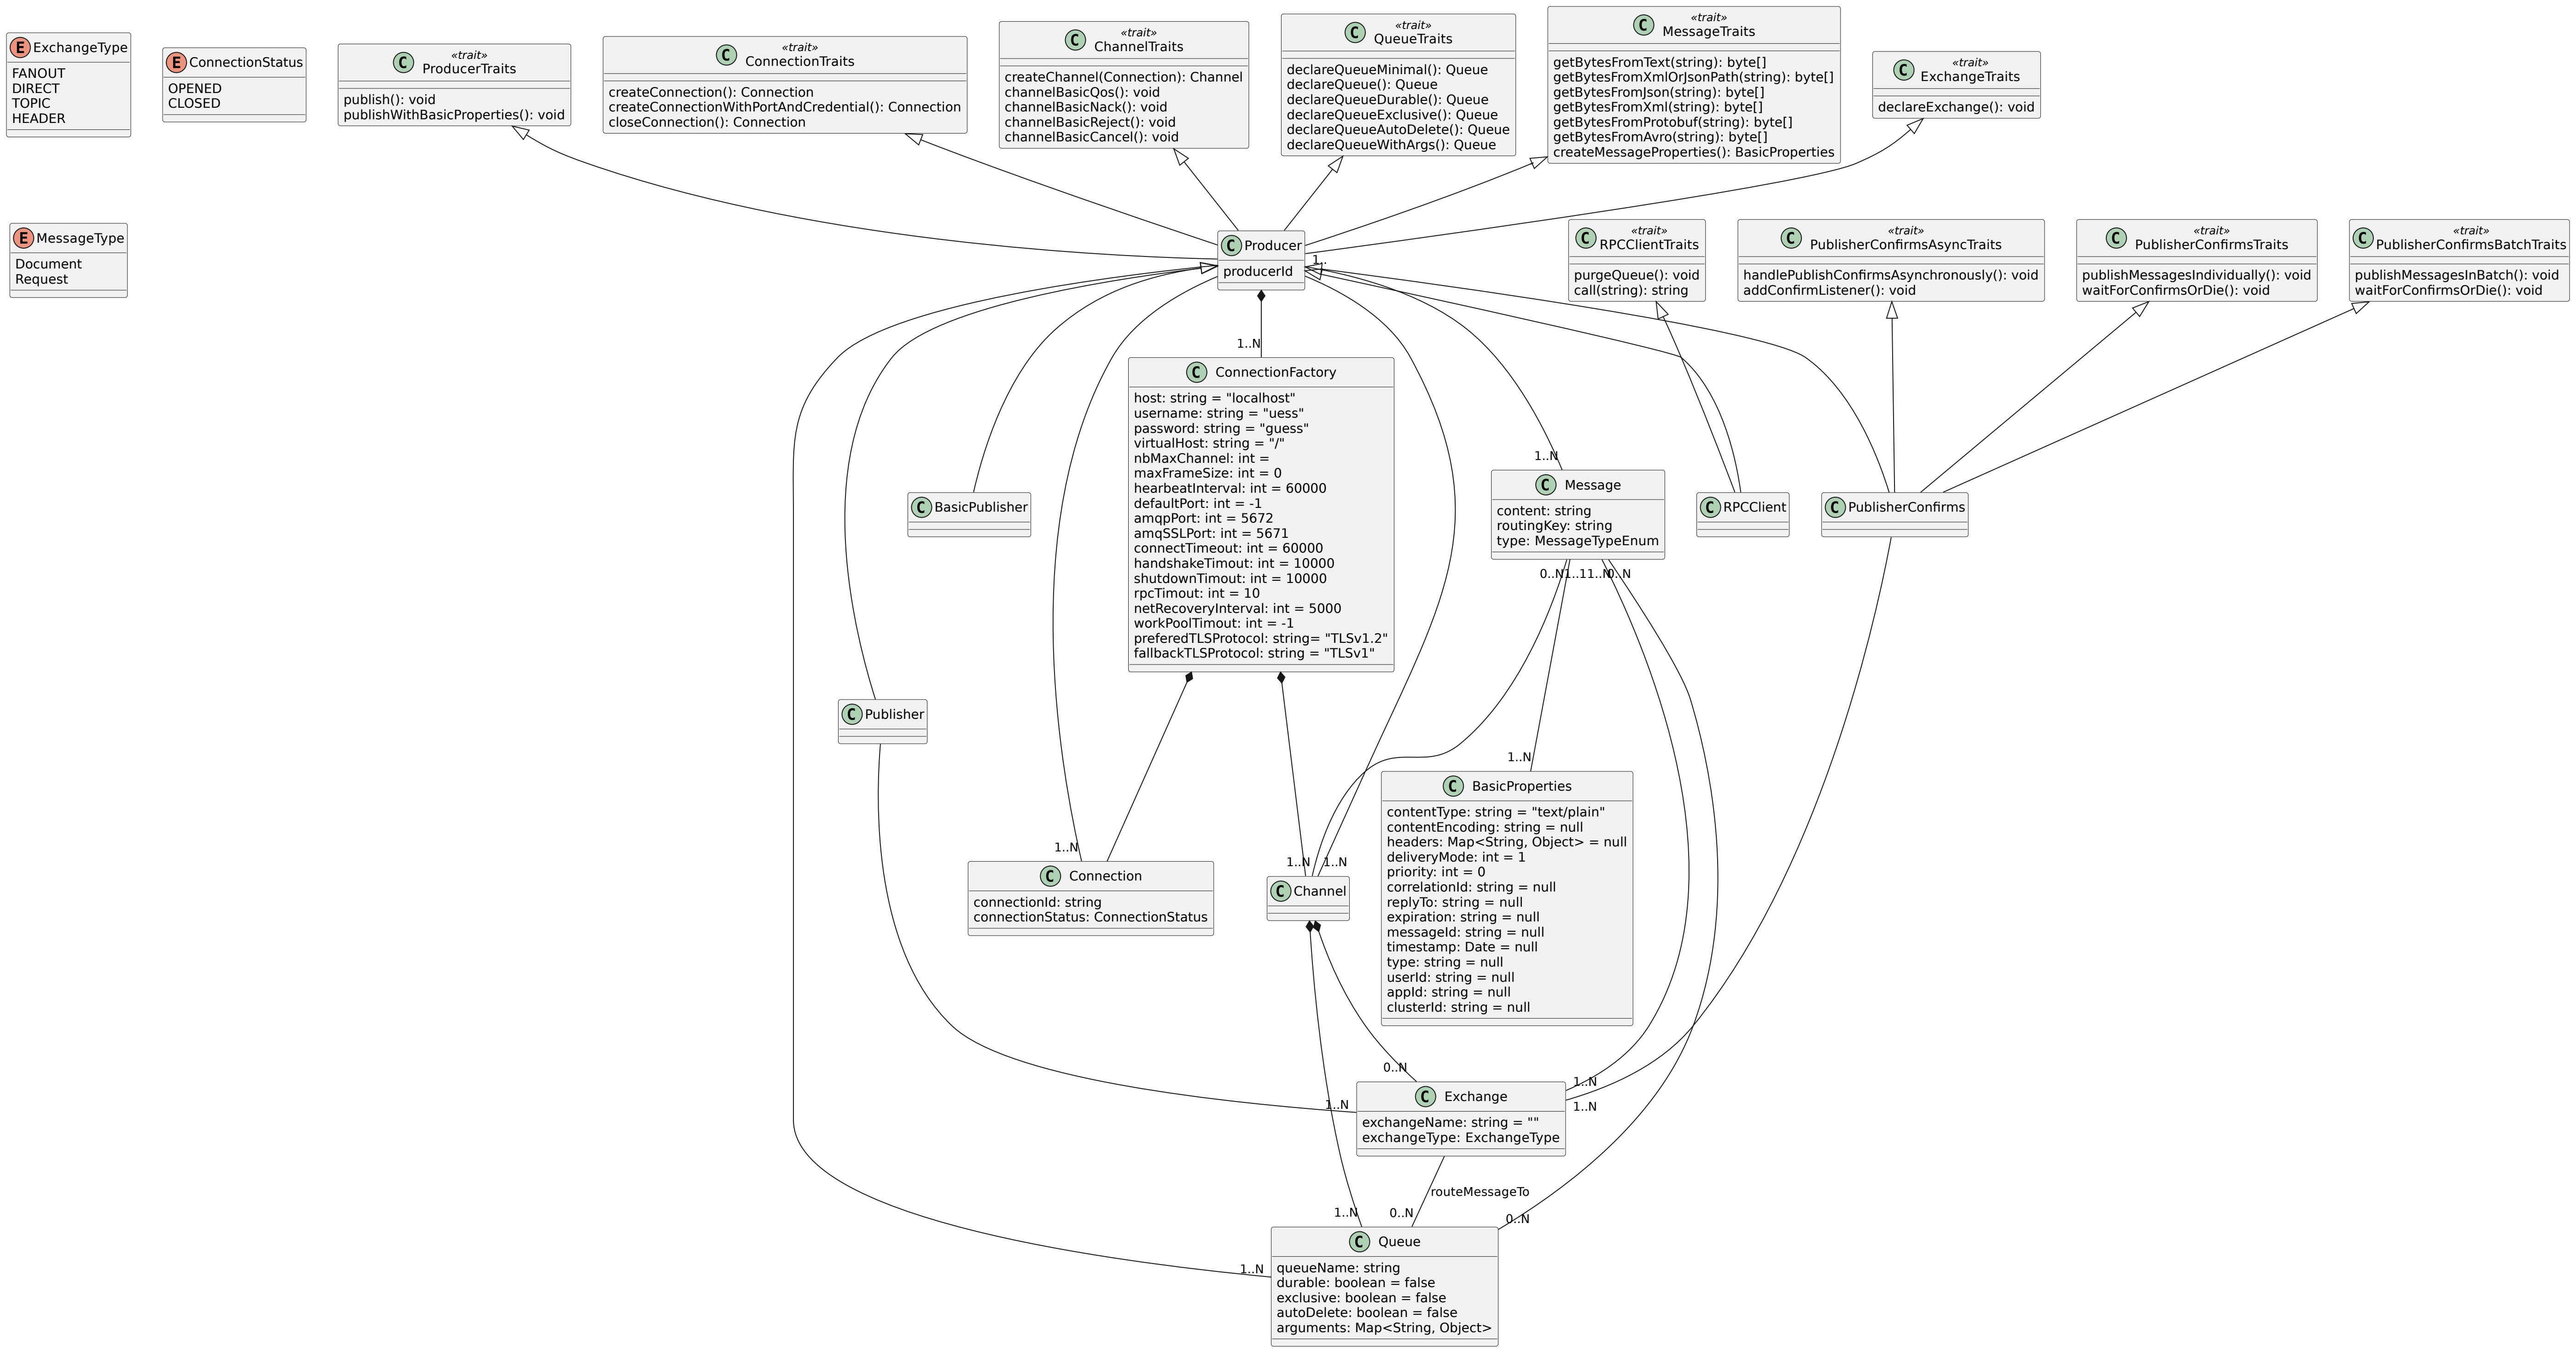 E ExchangeType
FANOUT
DIRECT
TOPIC
HEADER
E ConnectionStatus
OPENED
CLOSED
«trait»
C ProducerTraits
publish(): void
publishWithBasicProperties(): void
«trait»
C ConnectionTraits
createConnection(): Connection
createConnectionWithPortAndCredential(): Connection
closeConnection(): Connection
«trait»
C ChannelTraits
createChannel(Connection): Channel
channelBasicQos(): void
channelBasicNack(): void
channelBasicReject(): void
channelBasicCancel(): void
«trait»
C QueueTraits
declareQueueMinimal(): Queue
declareQueue(): Queue
declareQueueDurable(): Queue
declareQueueExclusive(): Queue
declareQueueAutoDelete(): Queue
declareQueueWithArgs(): Queue
«trait»
C MessageTraits
getBytesFromText(string): byte[]
getBytesFromXmlOrJsonPath(string): byte[]
getBytesFromJson(string): byte[]
getBytesFromXml(string): byte[]
getBytesFromProtobuf(string): byte[]
getBytesFromAvro(string): byte[]
createMessageProperties(): BasicProperties
«trait»
C ExchangeTraits
declareExchange(): void
E MessageType
Document
Request
C Producer
producerId
1..
«trait»
C RPCClientTraits
purgeQueue(): void
call(string): string
«trait»
C PublisherConfirmsAsyncTraits
handlePublishConfirmsAsynchronously(): void
addConfirmListener(): void
«trait»
C PublisherConfirmsTraits
publishMessagesIndividually(): void
waitForConfirmsOrDie(): void
«trait»
C PublisherConfirmsBatchTraits
publishMessagesInBatch(): void
waitForConfirmsOrDie(): void
1..N
C ConnectionFactory
host: string = "localhost"
username: string = "uess"
password: string = "guess"
virtualHost: string = "/"
nbMaxChannel: int =
maxFrameSize: int = 0
hearbeatInterval: int = 60000
defaultPort: int = -1
amqpPort: int = 5672
amqSSLPort: int = 5671
connectTimeout: int = 60000
handshakeTimout: int = 10000
shutdownTimout: int = 10000
rpcTimout: int = 10
netRecoveryInterval: int = 5000
workPoolTimout: int = -1
preferedTLSProtocol: string= "TLSv1.2"
fallbackTLSProtocol: string = "TLSv1"
C BasicPublisher
1..N
C Message
content: string
routingKey: string
type: MessageTypeEnum
0..N 1..1 1..N 0..N
C RPCClient
C PublisherConfirms
C Publisher
1..N
C BasicProperties
contentType: string = "text/plain"
contentEncoding: string = null
headers: Map<String, Object> = null
deliveryMode: int = 1
priority: int = 0
correlationId: string = null
replyTo: string = null
expiration: string = null
messageId: string = null
timestamp: Date = null
type: string = null
userId: string = null
appId: string = null
clusterId: string = null
1..N
C Connection
connectionId: string
connectionStatus: ConnectionStatus
1..N 1..N
C Channel
0..N
1..N
1..N
1..N
C Exchange
exchangeName: string = ""
exchangeType: ExchangeType
routeMessageTo
1..N 0..N 0..N
1..N
C Queue
queueName: string
durable: boolean = false
exclusive: boolean = false
autoDelete: boolean = false
arguments: Map<String, Object>